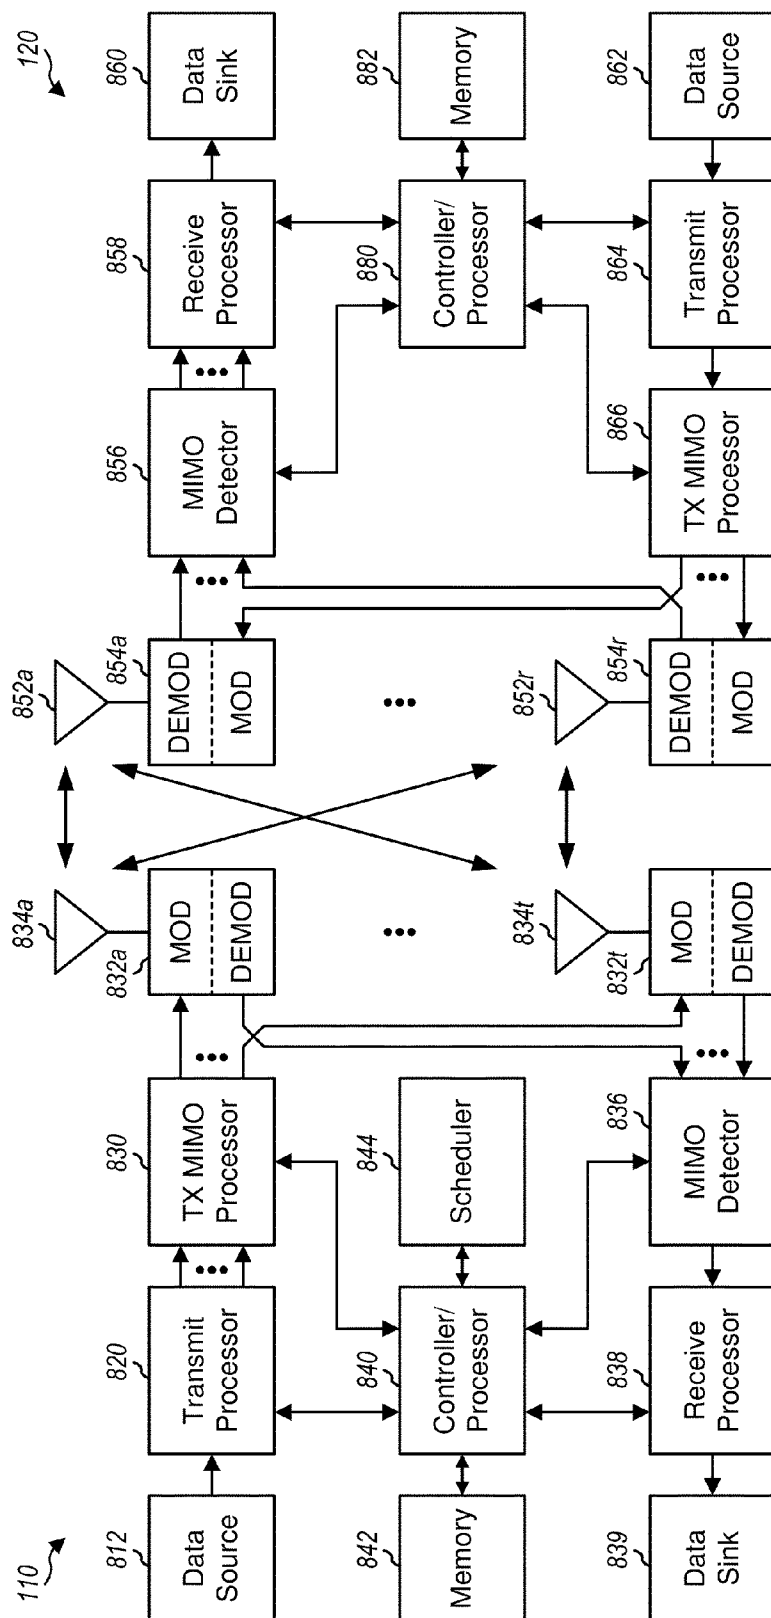 110
120
812
Data
Source
820
Transmit
Processor
830
TX MIMO
Processor
832a
MOD
DEMOD
834a
852a
854a
DEMOD
MOD
856
MIMO
Detector
858
Receive
Processor
860
Data
Sink
842
Memory
840
Controller/
Processor
844
Scheduler
880
Controller/
Processor
882
Memory
839
Data
Sink
838
Receive
Processor
836
MIMO
Detector
832t
MOD
DEMOD
834t
852r
854r
DEMOD
MOD
866
TX MIMO
Processor
864
Transmit
Processor
862
Data
Source